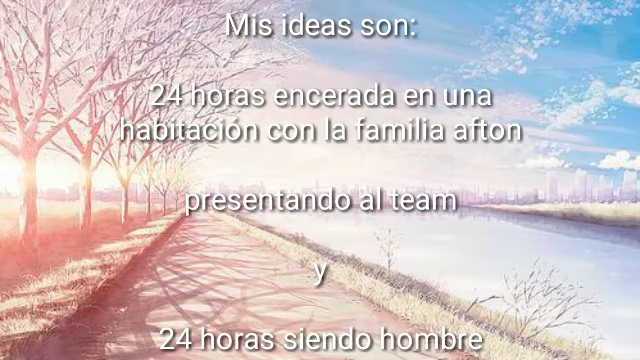 Mis ideas son:
24 horas encerada en una
habitación con la familia afton
presentando al team
y
24 horas siendo hombre